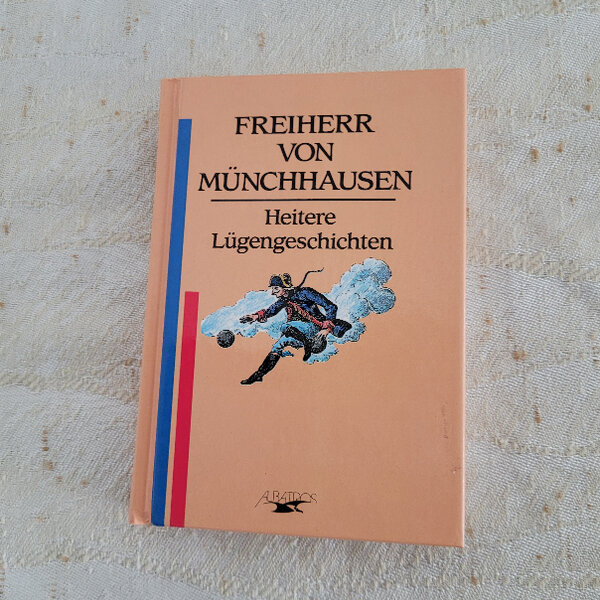 FREIHERR
VON
MÜNCHHAUSEN
Heitere
Lügengeschichten
ALBATROS